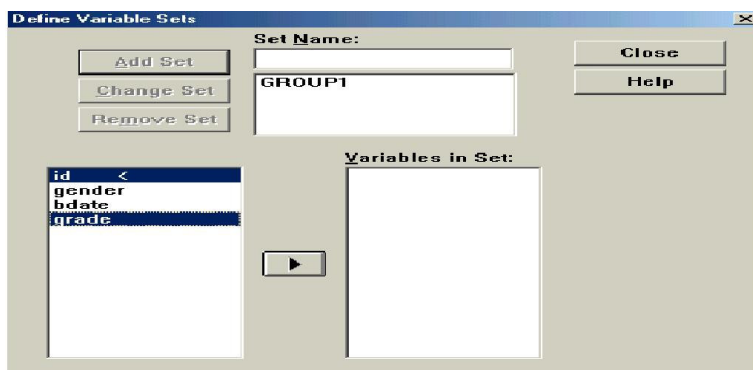 Define Variable Sets
Set Name:
Add Set
Close
Change Set
GROUP1
Help
Remove Set
Variables in Set:
id <
gender
bdate
grade